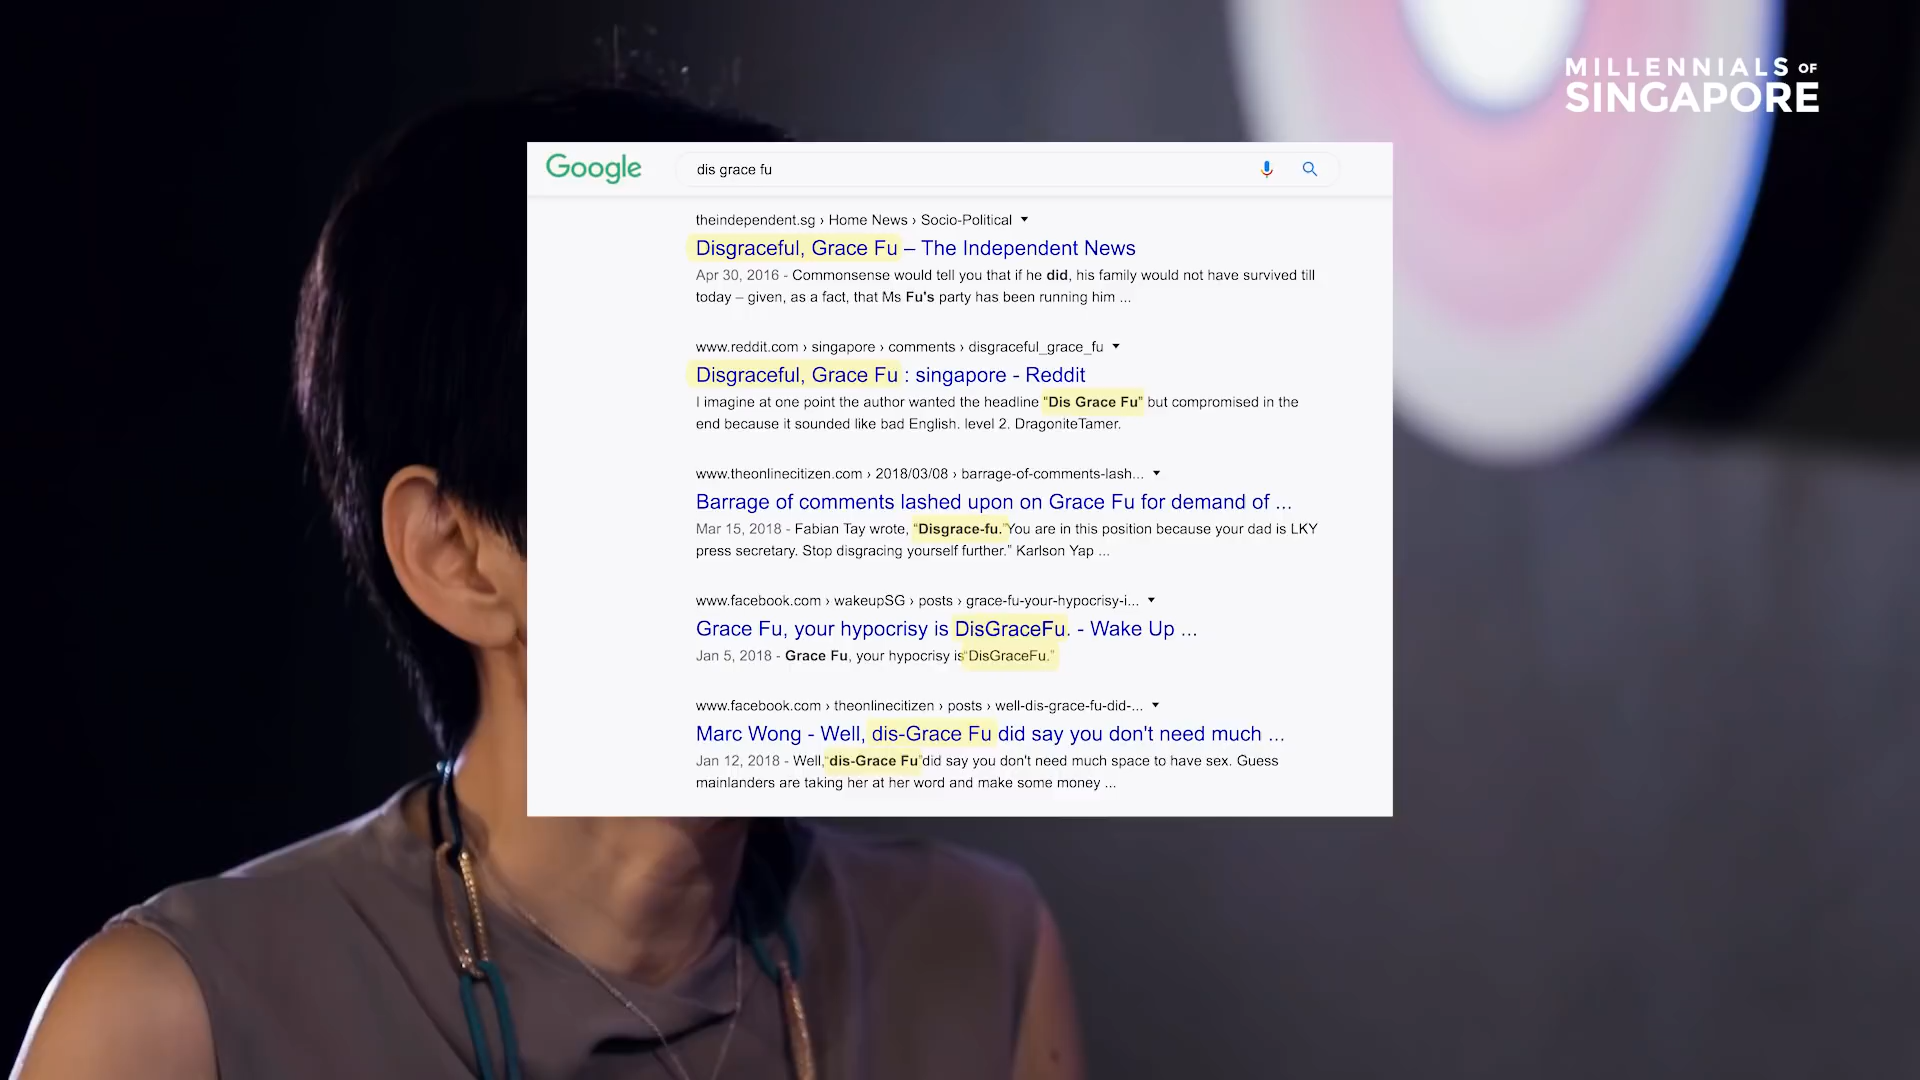 MILLENNIALS OF
SINGAPORE
Google
dis grace fu
theindependent.sg › Home News › Socio-Political
Disgraceful, Grace Fu – The Independent News
Apr 30, 2016 - Commonsense would tell you that if he did, his family would not have survived till
today – given, as a fact, that Ms Fu's party has been running him ...
www.reddit.com › singapore › comments › disgraceful_grace_fu
Disgraceful, Grace Fu : singapore - Reddit
I imagine at one point the author wanted the headline “Dis Grace Fu” but compromised in the
end because it sounded like bad English. level 2. DragoniteTamer.
www.theonlinecitizen.com › 2018/03/08 › barrage-of-comments-lash...
Barrage of comments lashed upon on Grace Fu for demand of ...
Mar 15, 2018 - Fabian Tay wrote, “Disgrace-fu.”You are in this position because your dad is LKY
press secretary. Stop disgracing yourself further.” Karlson Yap ...
www.facebook.com › wakeupSG › posts › grace-fu-your-hypocrisy-i...
Grace Fu, your hypocrisy is DisGraceFu. - Wake Up ...
Jan 5, 2018 - Grace Fu, your hypocrisy is“DisGraceFu.”
www.facebook.com › theonlinecitizen › posts › well-dis-grace-fu-did-...
Marc Wong - Well, dis-Grace Fu did say you don't need much ...
Jan 12, 2018 - Well,“dis-Grace Fu”did say you don't need much space to have sex. Guess
mainlanders are taking her at her word and make some money ...